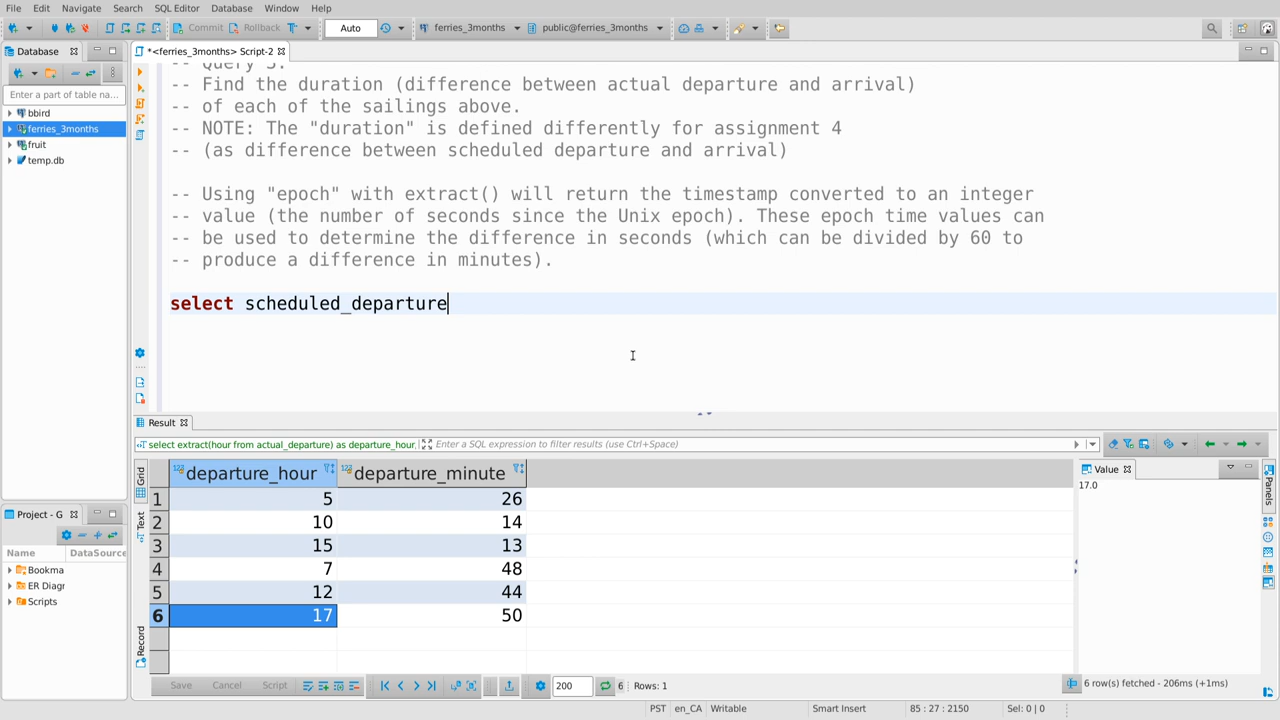 File Edit Navigate Search SQL Editor Database Window Help
Commit Rollback Auto ferries_3months public@ferries_3months
Database
*<ferries_3months> Script-2
Enter a part of table na...
bbird
ferries_3months
fruit
temp.db
-- Query 3:
-- Find the duration (difference between actual departure and arrival)
-- of each of the sailings above.
-- NOTE: The "duration" is defined differently for assignment 4
-- (as difference between scheduled departure and arrival)
-- Using "epoch" with extract() will return the timestamp converted to an integer
-- value (the number of seconds since the Unix epoch). These epoch time values can
-- be used to determine the difference in seconds (which can be divided by 60 to
-- produce a difference in minutes).
select scheduled_departure
Project - G
Name DataSource
Bookma
ER Diagr
Scripts
Result
select extract(hour from actual_departure) as departure_hour, Enter a SQL expression to filter results (use Ctrl+Space)
Grid
Text
Record
departure_hour departure_minute
1 5 26
2 10 14
3 15 13
4 7 48
5 12 44
6 17 50
Value
17.0
Panels
Save Cancel Script 200 6 Rows: 1
6 row(s) fetched - 206ms (+1ms)
PST en_CA Writable Smart Insert 85 : 27 : 2150 Sel: 0 | 0